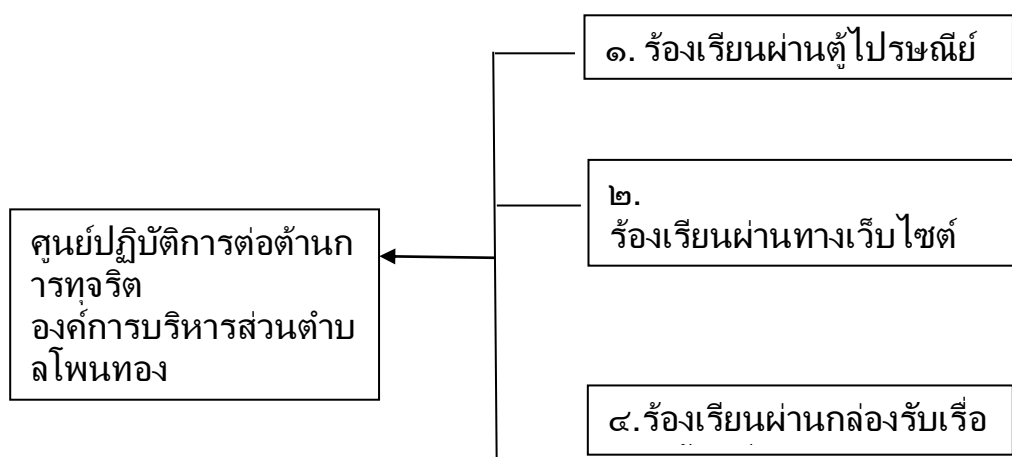 ๑. ร้องเรียนผ่านตู้ไปรษณีย์
๒.
ร้องเรียนผ่านทางเว็บไซต์
ศูนย์ปฏิบัติการต่อต้านก
ารทุจริต
องค์การบริหารส่วนตำบ
ลโพนทอง
๔.ร้องเรียนผ่านกล่องรับเรื่อ